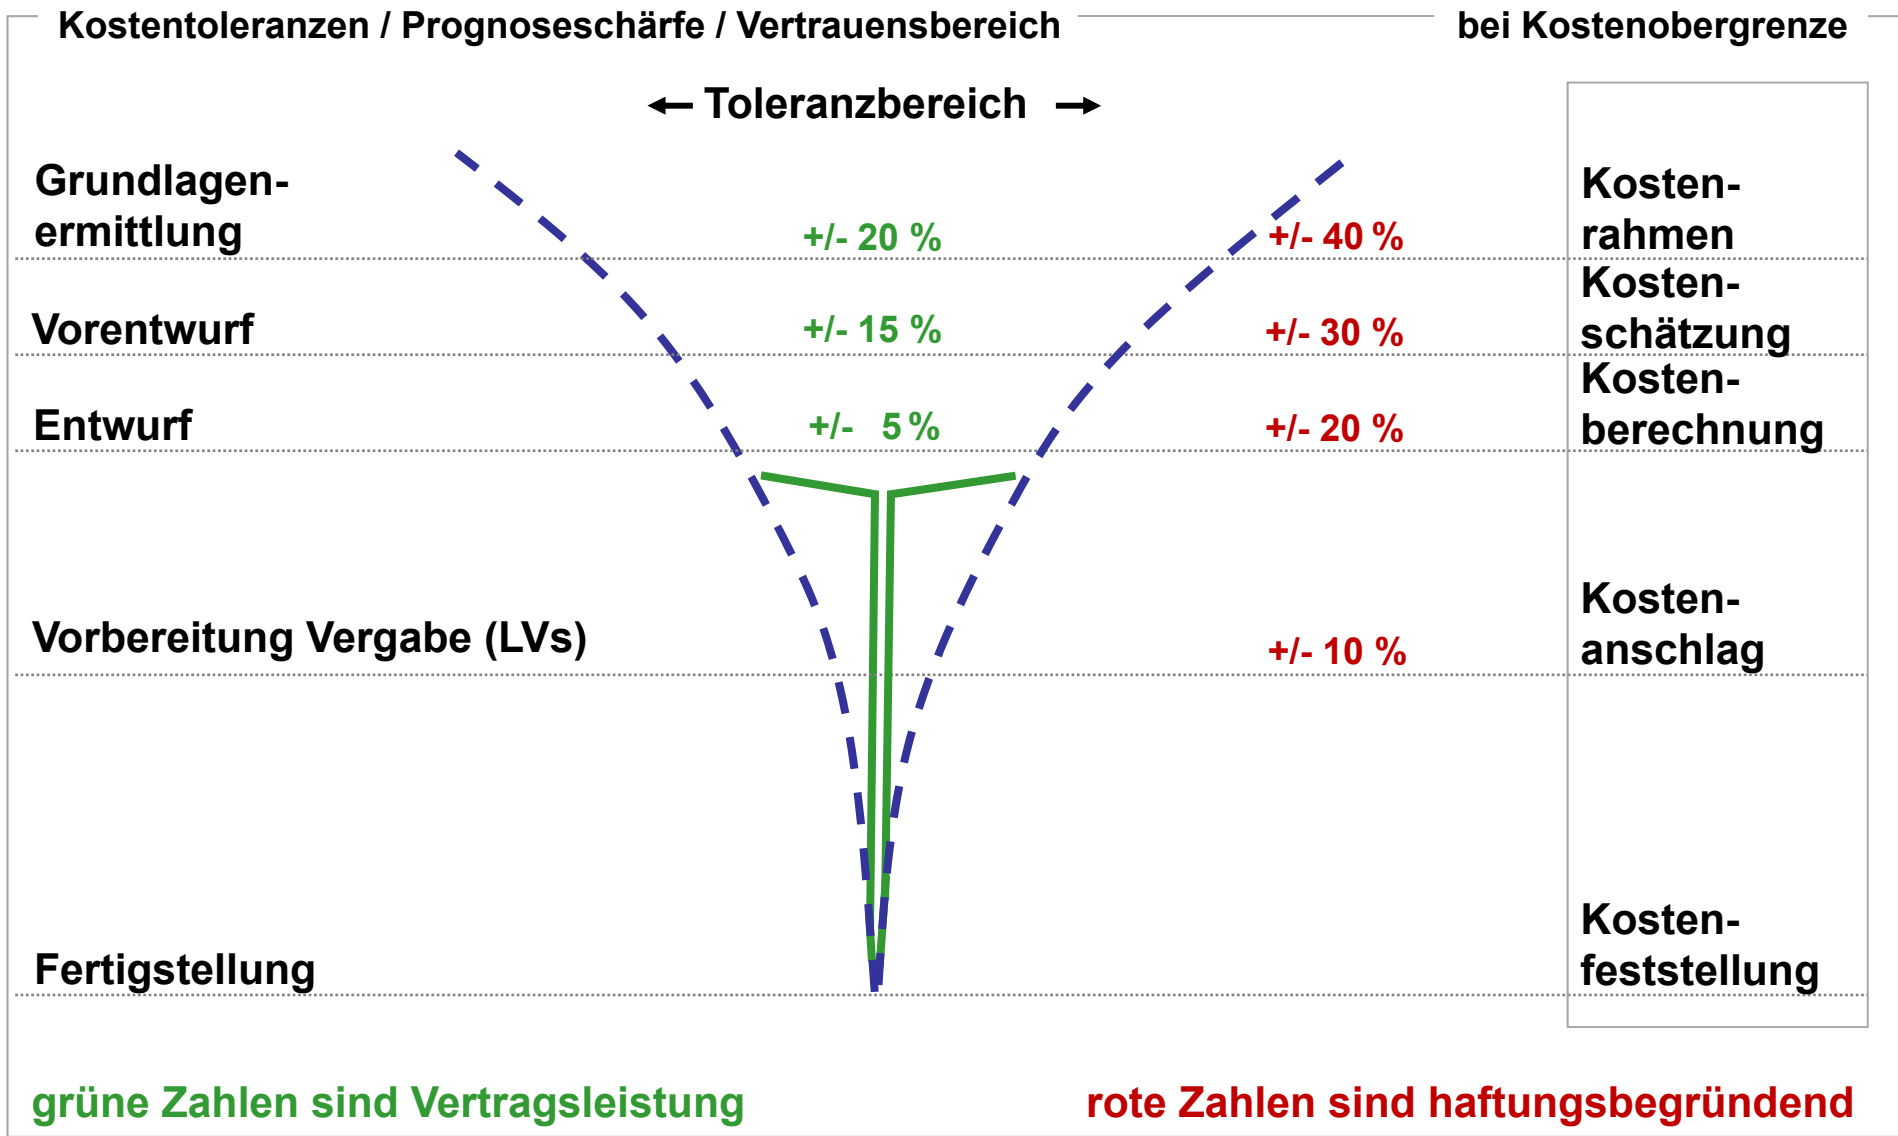 Kostentoleranzen / Prognoseschärfe / Vertrauensbereich
bei Kostenobergrenze
Toleranzbereich
Grundlagen-
ermittlung
+/- 20 %
+/- 40 %
Kosten-
rahmen
Vorentwurf
+/- 15 %
+/- 30 %
Kosten-
schätzung
Entwurf
+/- 5 %
+/- 20 %
Kosten-
berechnung
Vorbereitung Vergabe (LVs)
+/- 10 %
Kosten-
anschlag
Fertigstellung
Kosten-
feststellung
grüne Zahlen sind Vertragsleistung
rote Zahlen sind haftungsbegründend